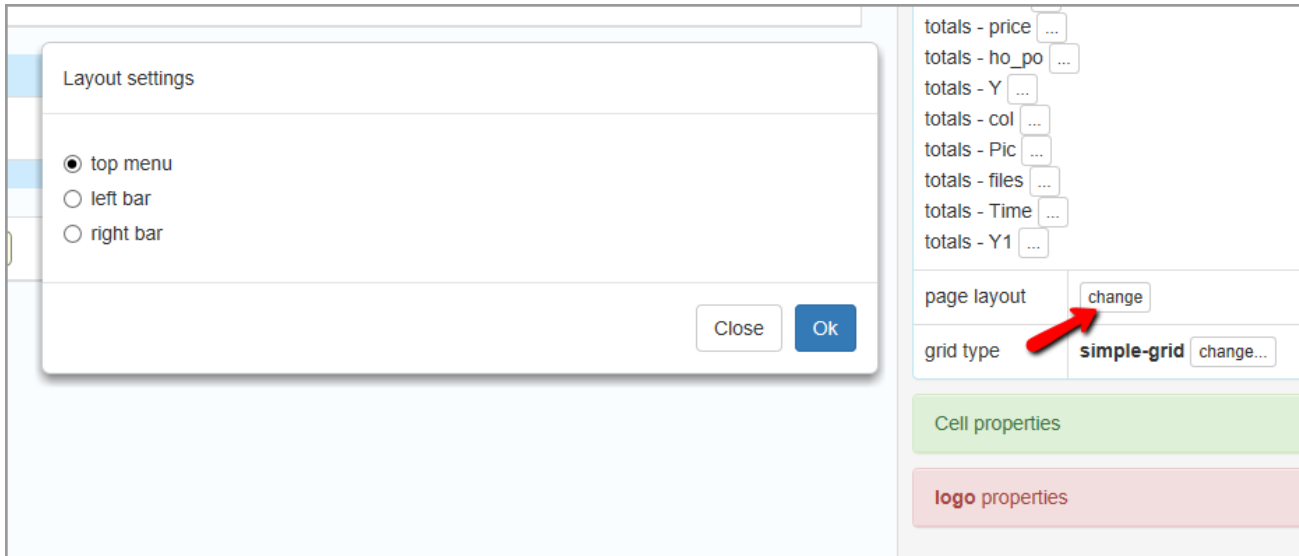 Layout settings
top menu
left bar
right bar
Close Ok
totals - price ...
totals - ho_po ...
totals - Y ...
totals - col ...
totals - Pic ...
totals - files ...
totals - Time ...
totals - Y1 ...
page layout change
grid type simple-grid change...
Cell properties
logo properties